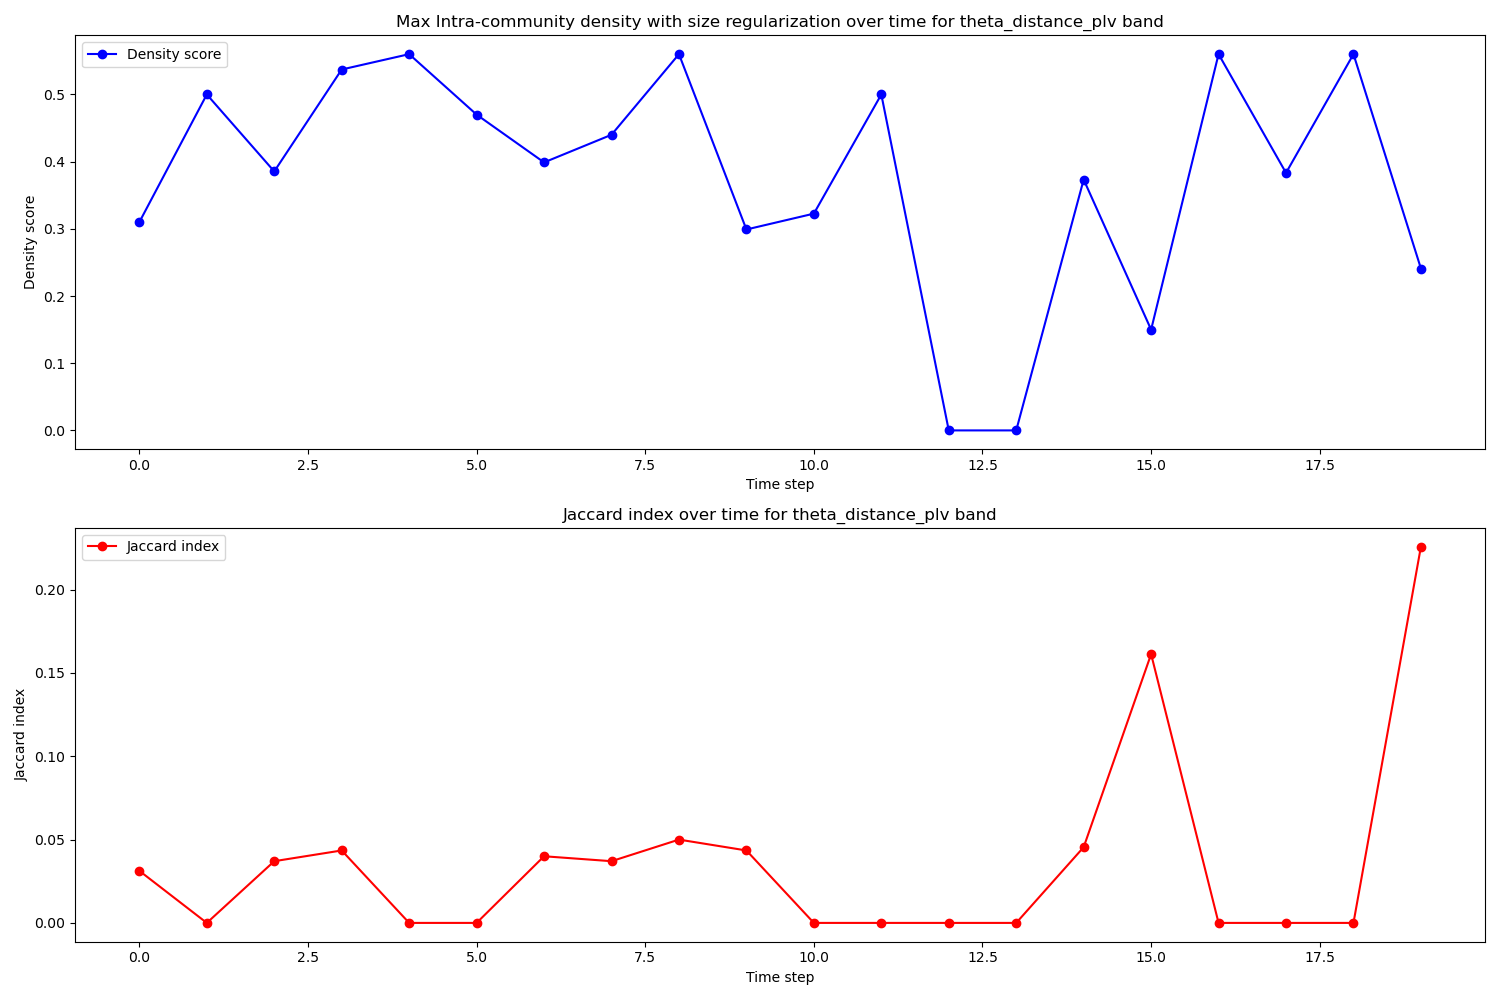 Max Intra-community density with size regularization over time for theta_distance_plv band
Density score
0.5
0.4
0.3
0.2
0.1
0.0
Density score
0.0 2.5 5.0 7.5 10.0 12.5 15.0 17.5
Time step
Jaccard index over time for theta_distance_plv band
Jaccard index
0.20
0.15
0.10
0.05
0.00
Jaccard index
0.0 2.5 5.0 7.5 10.0 12.5 15.0 17.5
Time step